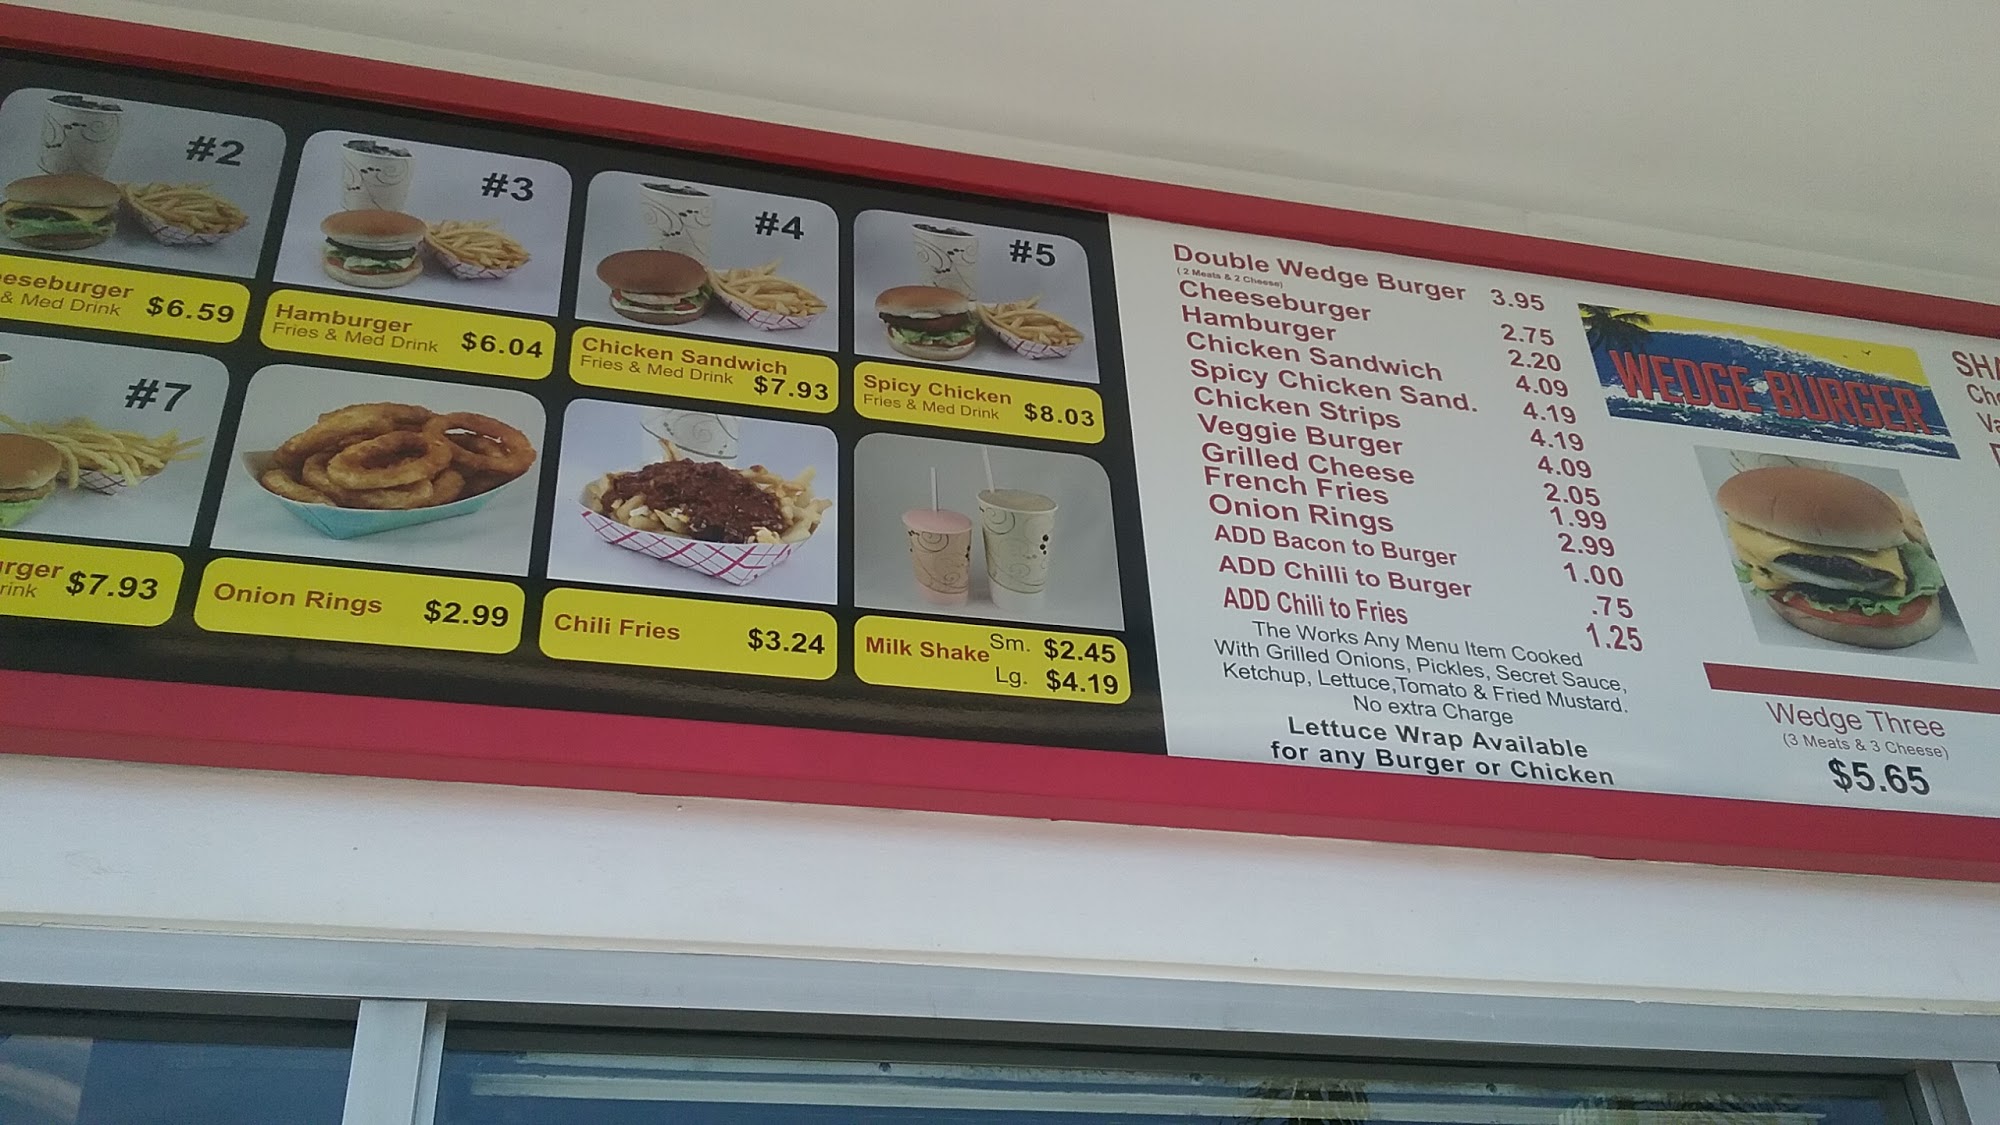 #2
Cheeseburger
& Med Drink $6.59
#3
Hamburger
Fries & Med Drink $6.04
#4
Chicken Sandwich
Fries & Med Drink $7.93
#5
Spicy Chicken
Fries & Med Drink $8.03
#7
$7.93
Onion Rings $2.99
Chili Fries $3.24
Milk Shake Sm. $2.45
Lg. $4.19
Double Wedge Burger 3.95
( 2 Meats & 2 Cheese)
Cheeseburger 2.75
Hamburger 2.20
Chicken Sandwich 4.09
Spicy Chicken Sand. 4.19
Chicken Strips 4.19
Veggie Burger 4.09
Grilled Cheese 2.05
French Fries 1.99
Onion Rings 2.99
ADD Bacon to Burger 1.00
ADD Chilli to Burger .75
ADD Chili to Fries 1.25
The Works Any Menu Item Cooked
With Grilled Onions, Pickles, Secret Sauce,
Ketchup, Lettuce,Tomato & Fried Mustard.
No extra Charge
Lettuce Wrap Available
for any Burger or Chicken
WEDGE BURGER
Wedge Three
(3 Meats & 3 Cheese)
$5.65